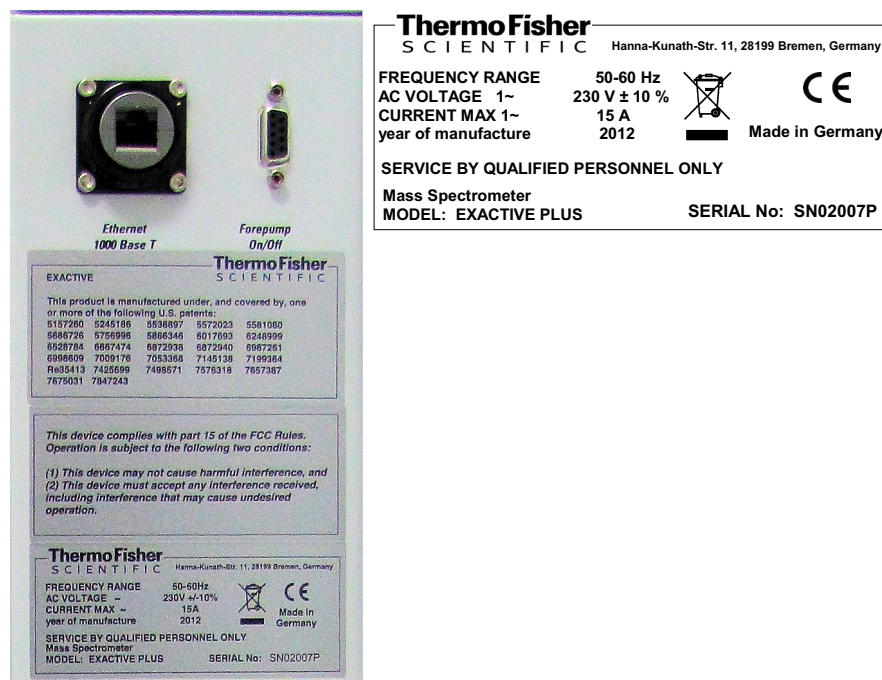 Ethernet
1000 Base T
Forepump
On/Off
ThermoFisher
SCIENTIFIC
EXACTIVE
This product is manufactured under, and covered by, one
or more of the following U.S. patents:
5157260 5245186 5538897 5572023 5581080
5686726 5756996 5886346 6017693 6248999
6528784 6667474 6872938 6872940 6987261
6998609 7009176 7053368 7145138 7199364
Re35413 7425699 7498571 7576318 7657387
7675031 7847243
This device complies with part 15 of the FCC Rules.
Operation is subject to the following two conditions:
(1) This device may not cause harmful interference, and
(2) This device must accept any interference received,
including interference that may cause undesired
operation.
ThermoFisher
SCIENTIFIC
Hanna-Kunath-Str. 11, 28199 Bremen, Germany
FREQUENCY RANGE 50-60Hz
AC VOLTAGE ~ 230V +/-10%
CURRENT MAX ~ 15A
year of manufacture 2012
CE
Made in
Germany
SERVICE BY QUALIFIED PERSONNEL ONLY
Mass Spectrometer
MODEL: EXACTIVE PLUS SERIAL No: SN02007P
ThermoFisher
SCIENTIFIC
Hanna-Kunath-Str. 11, 28199 Bremen, Germany
FREQUENCY RANGE 50-60 Hz
AC VOLTAGE 1~ 230 V ± 10 %
CURRENT MAX 1~ 15 A
year of manufacture 2012
CE
Made in Germany
SERVICE BY QUALIFIED PERSONNEL ONLY
Mass Spectrometer
MODEL: EXACTIVE PLUS SERIAL No: SN02007P